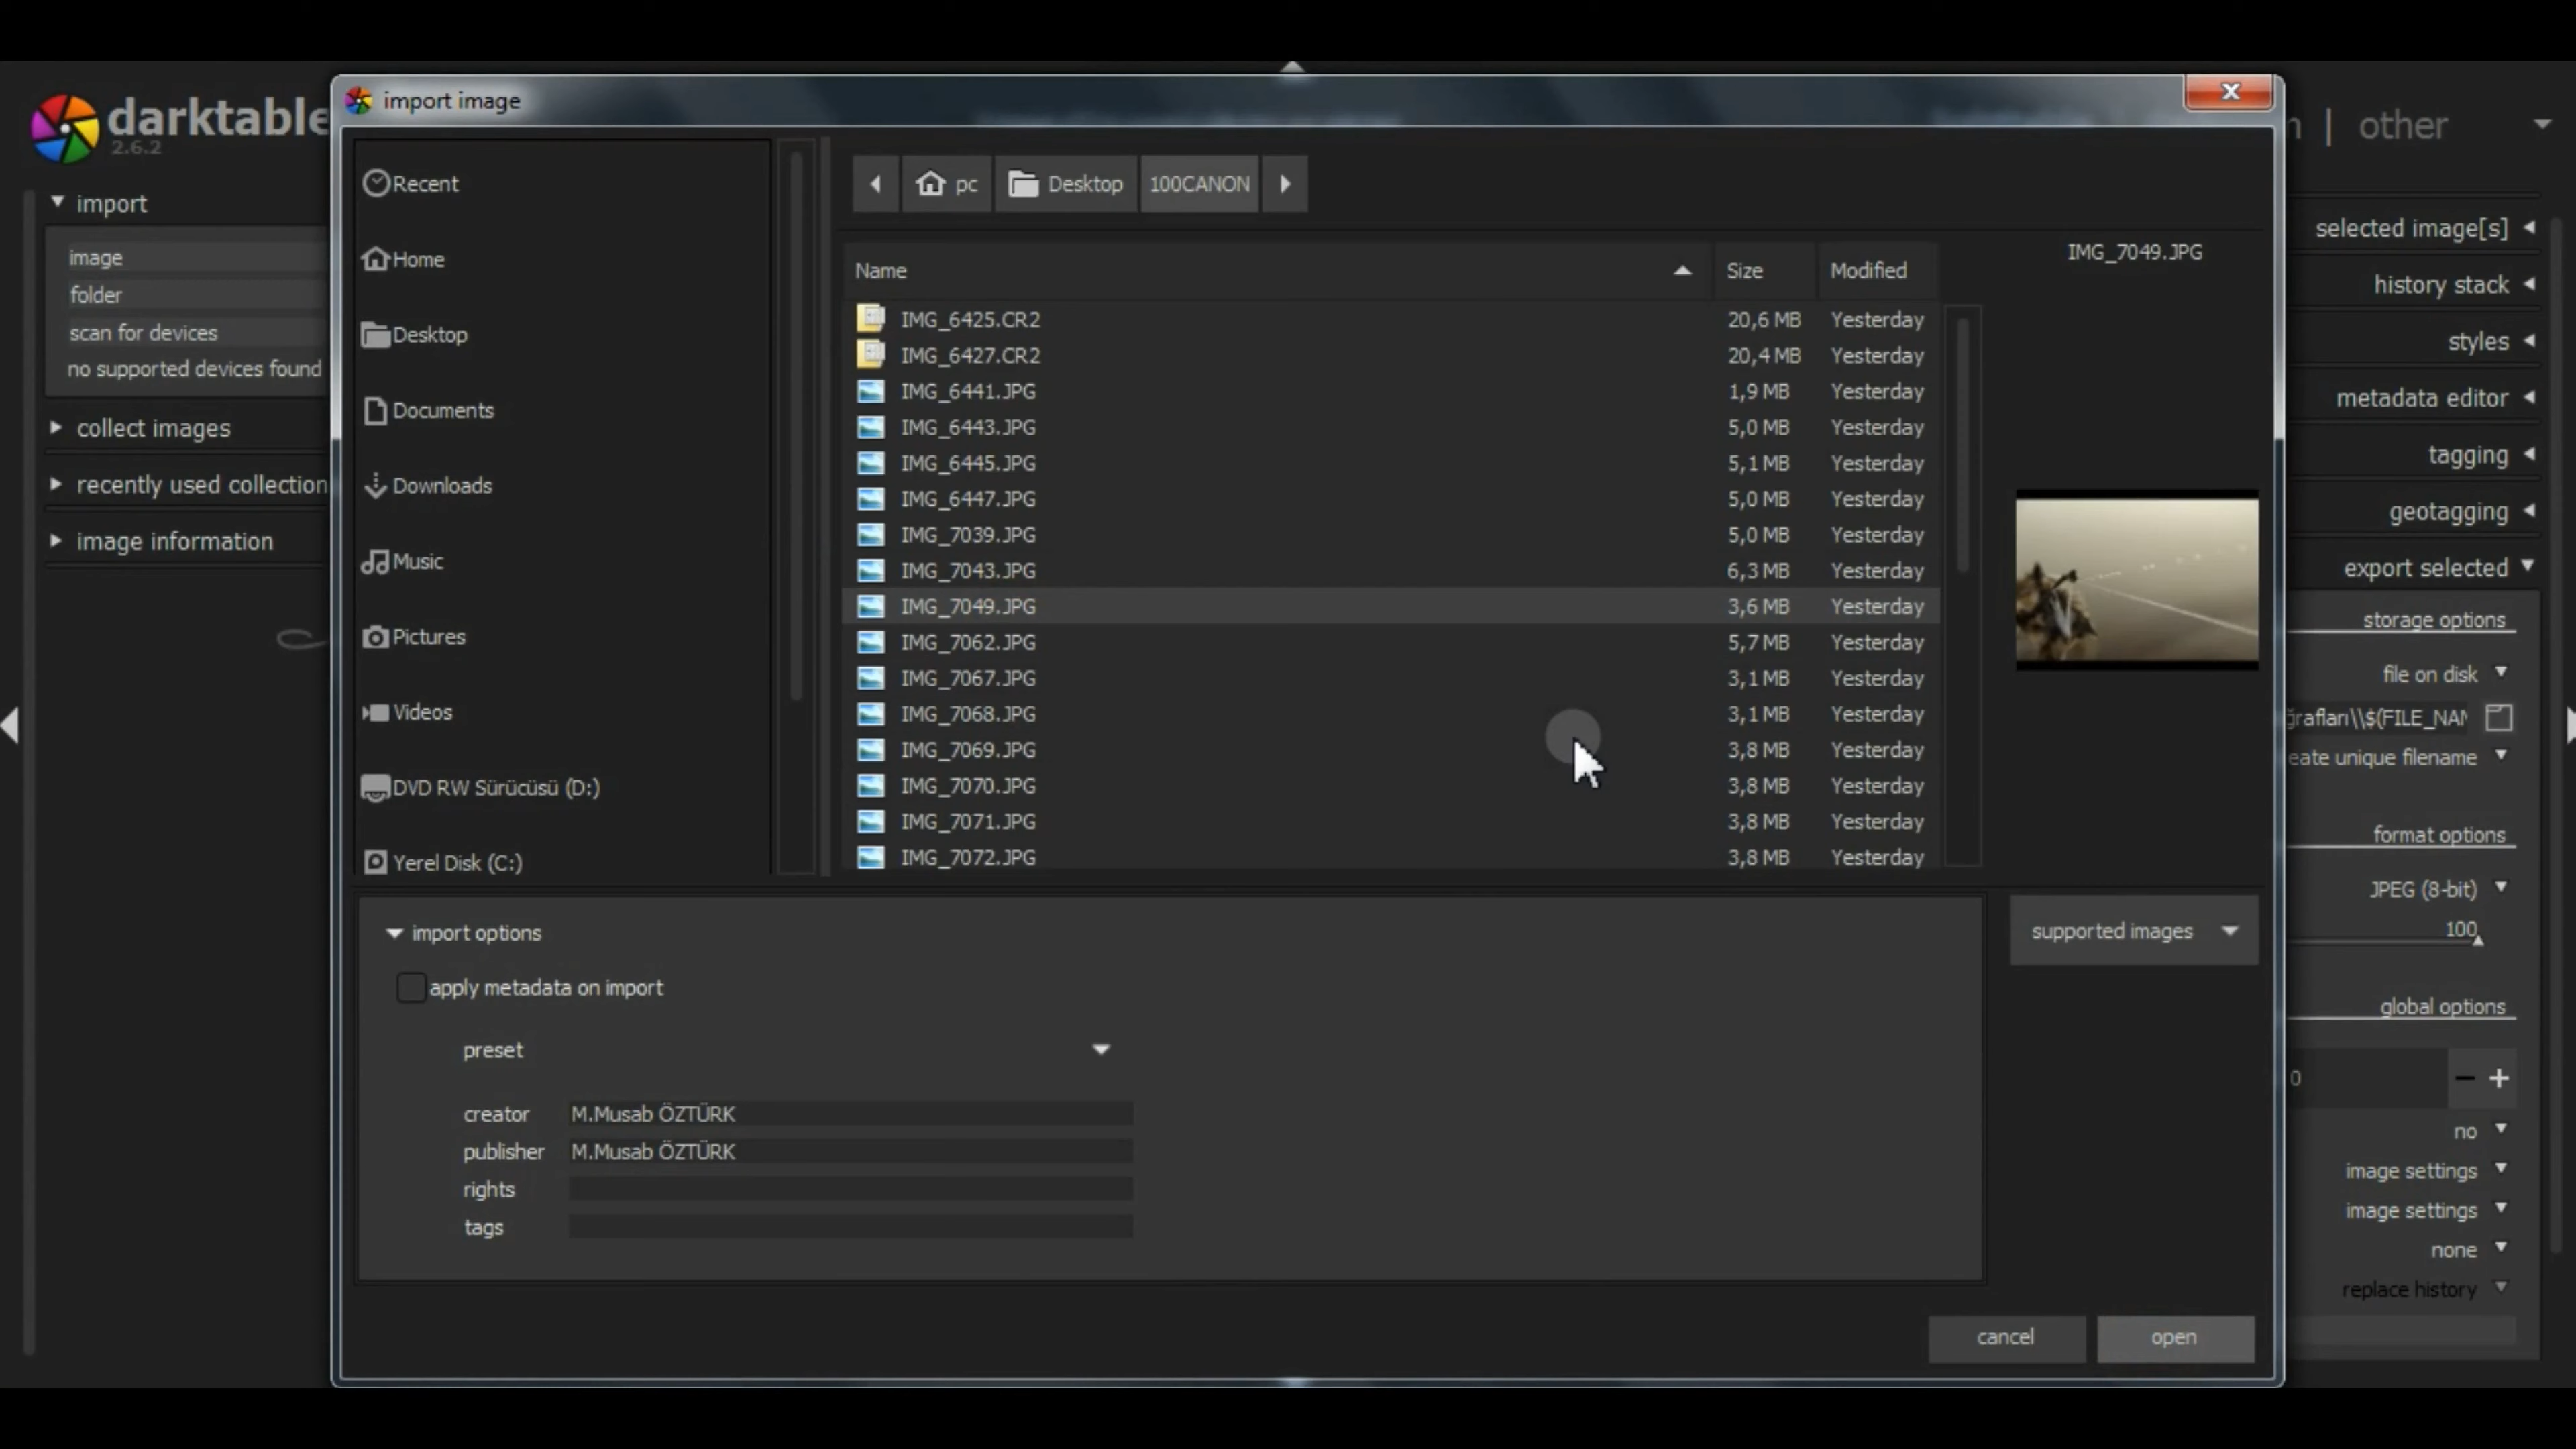 import image
darktable
2.6.2
other
import
image
folder
scan for devices
no supported devices found
collect images
recently used collection
image information
Recent
Home
Desktop
Documents
Downloads
Music
Pictures
Videos
DVD RW Sürücüsü (D:)
Yerel Disk (C:)
pc Desktop 100CANON
Name Size Modified
IMG_6425.CR2 20,6 MB Yesterday
IMG_6427.CR2 20,4 MB Yesterday
IMG_6441.JPG 1,9 MB Yesterday
IMG_6443.JPG 5,0 MB Yesterday
IMG_6445.JPG 5,1 MB Yesterday
IMG_6447.JPG 5,0 MB Yesterday
IMG_7039.JPG 5,0 MB Yesterday
IMG_7043.JPG 6,3 MB Yesterday
IMG_7049.JPG 3,6 MB Yesterday
IMG_7062.JPG 5,7 MB Yesterday
IMG_7067.JPG 3,1 MB Yesterday
IMG_7068.JPG 3,1 MB Yesterday
IMG_7069.JPG 3,8 MB Yesterday
IMG_7070.JPG 3,8 MB Yesterday
IMG_7071.JPG 3,8 MB Yesterday
IMG_7072.JPG 3,8 MB Yesterday
IMG_7049.JPG
import options
apply metadata on import
preset
creator M.Musab ÖZTÜRK
publisher M.Musab ÖZTÜRK
rights
tags
supported images
cancel open
selected image[s]
history stack
styles
metadata editor
tagging
geotagging
export selected
storage options
file on disk
ğrafları\\$(FILE_NAM
eate unique filename
format options
JPEG (8-bit)
100
global options
0
no
image settings
image settings
none
replace history